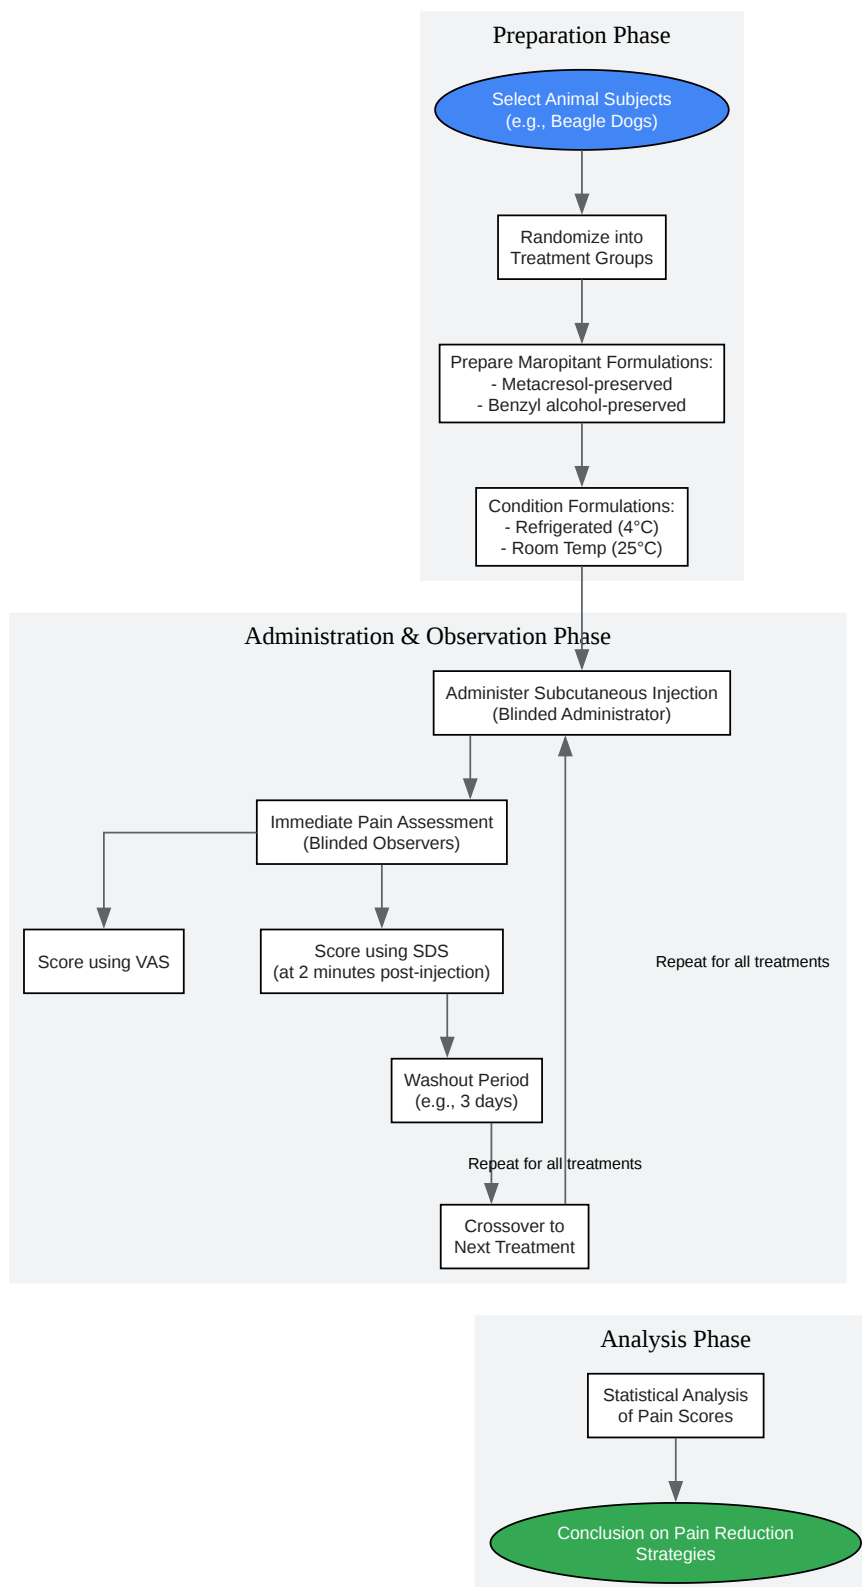 Preparation Phase
Select Animal Subjects
(e.g., Beagle Dogs)
Randomize into
Treatment Groups
Prepare Maropitant Formulations:
- Metacresol-preserved
- Benzyl alcohol-preserved
Condition Formulations:
- Refrigerated (4°C)
- Room Temp (25°C)
Administration & Observation Phase
Administer Subcutaneous Injection
(Blinded Administrator)
Immediate Pain Assessment
(Blinded Observers)
Score using VAS
Score using SDS
(at 2 minutes post-injection)
Repeat for all treatments
Washout Period
(e.g., 3 days)
Repeat for all treatments
Crossover to
Next Treatment
Analysis Phase
Statistical Analysis
of Pain Scores
Conclusion on Pain Reduction
Strategies